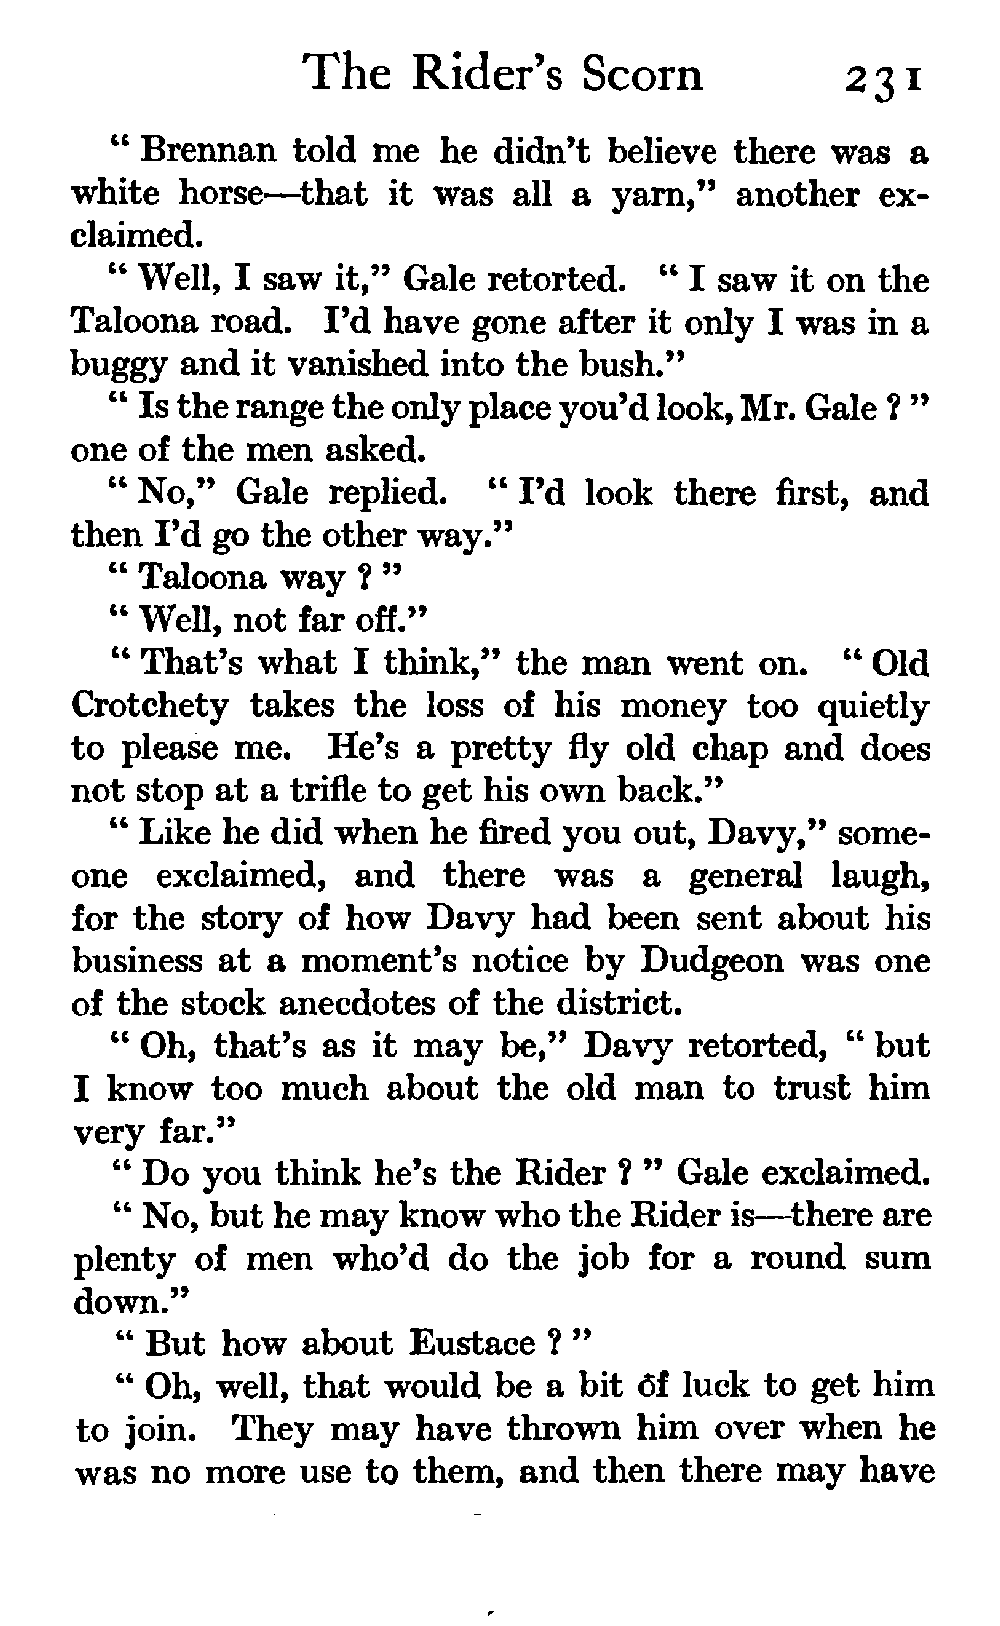 The Rider's Scorn 231
“ Brennan told me he didn't believe there was a
white horse—that it was all a yarn,” another ex-
claimed.
“ Well, I saw it,” Gale retorted. “ I saw it on the
Taloona road. I'd have gone after it only I was in a
buggy and it vanished into the bush.”
“ Is the range the only place you'd look, Mr. Gale ? ”
one of the men asked.
“ No,” Gale replied. “ I'd look there first, and
then I'd go the other way.”
“ Taloona way ? ”
“ Well, not far off.”
“ That's what I think,” the man went on. “ Old
Crotchety takes the loss of his money too quietly
to please me. He's a pretty fly old chap and does
not stop at a trifle to get his own back.”
“ Like he did when he fired you out, Davy,” some-
one exclaimed, and there was a general laugh,
for the story of how Davy had been sent about his
business at a moment's notice by Dudgeon was one
of the stock anecdotes of the district.
“ Oh, that's as it may be,” Davy retorted, “ but
I know too much about the old man to trust him
very far.”
“ Do you think he's the Rider ? ” Gale exclaimed.
“ No, but he may know who the Rider is—there are
plenty of men who'd do the job for a round sum
down.”
“ But how about Eustace ? ”
“ Oh, well, that would be a bit of luck to get him
to join. They may have thrown him over when he
was no more use to them, and then there may have